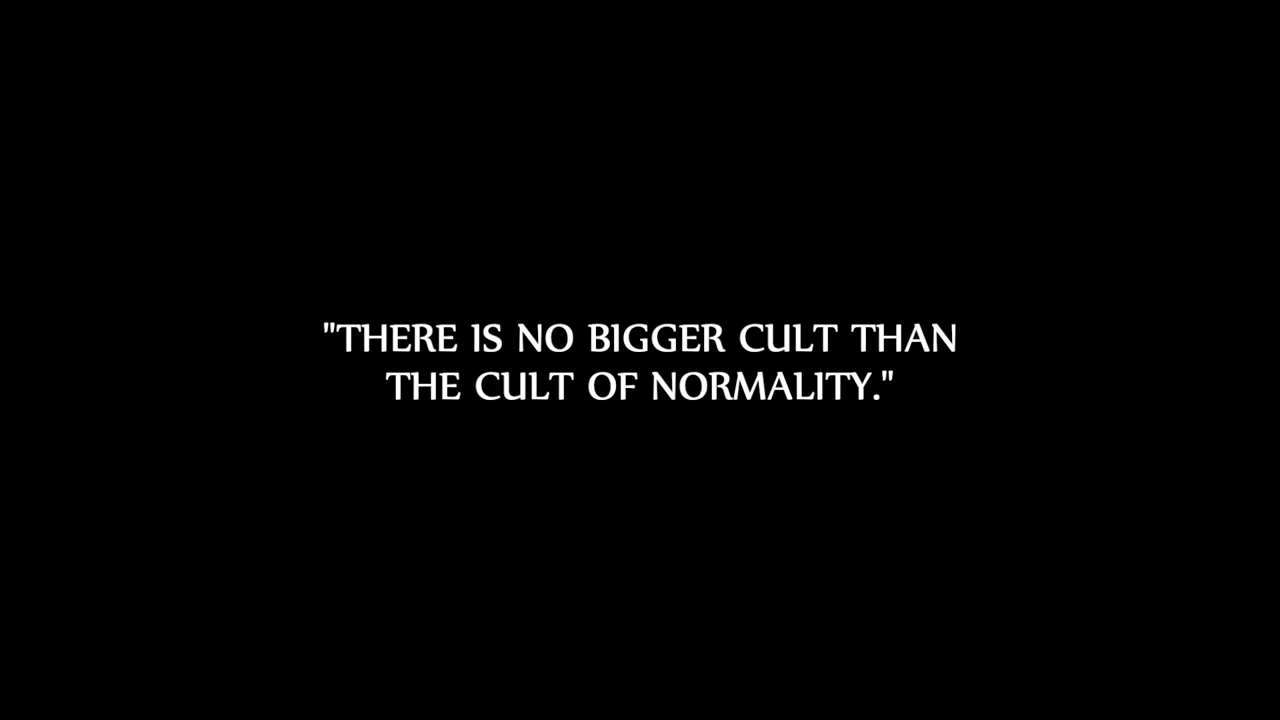 "THERE IS NO BIGGER CULT THAN
THE CULT OF NORMALITY."